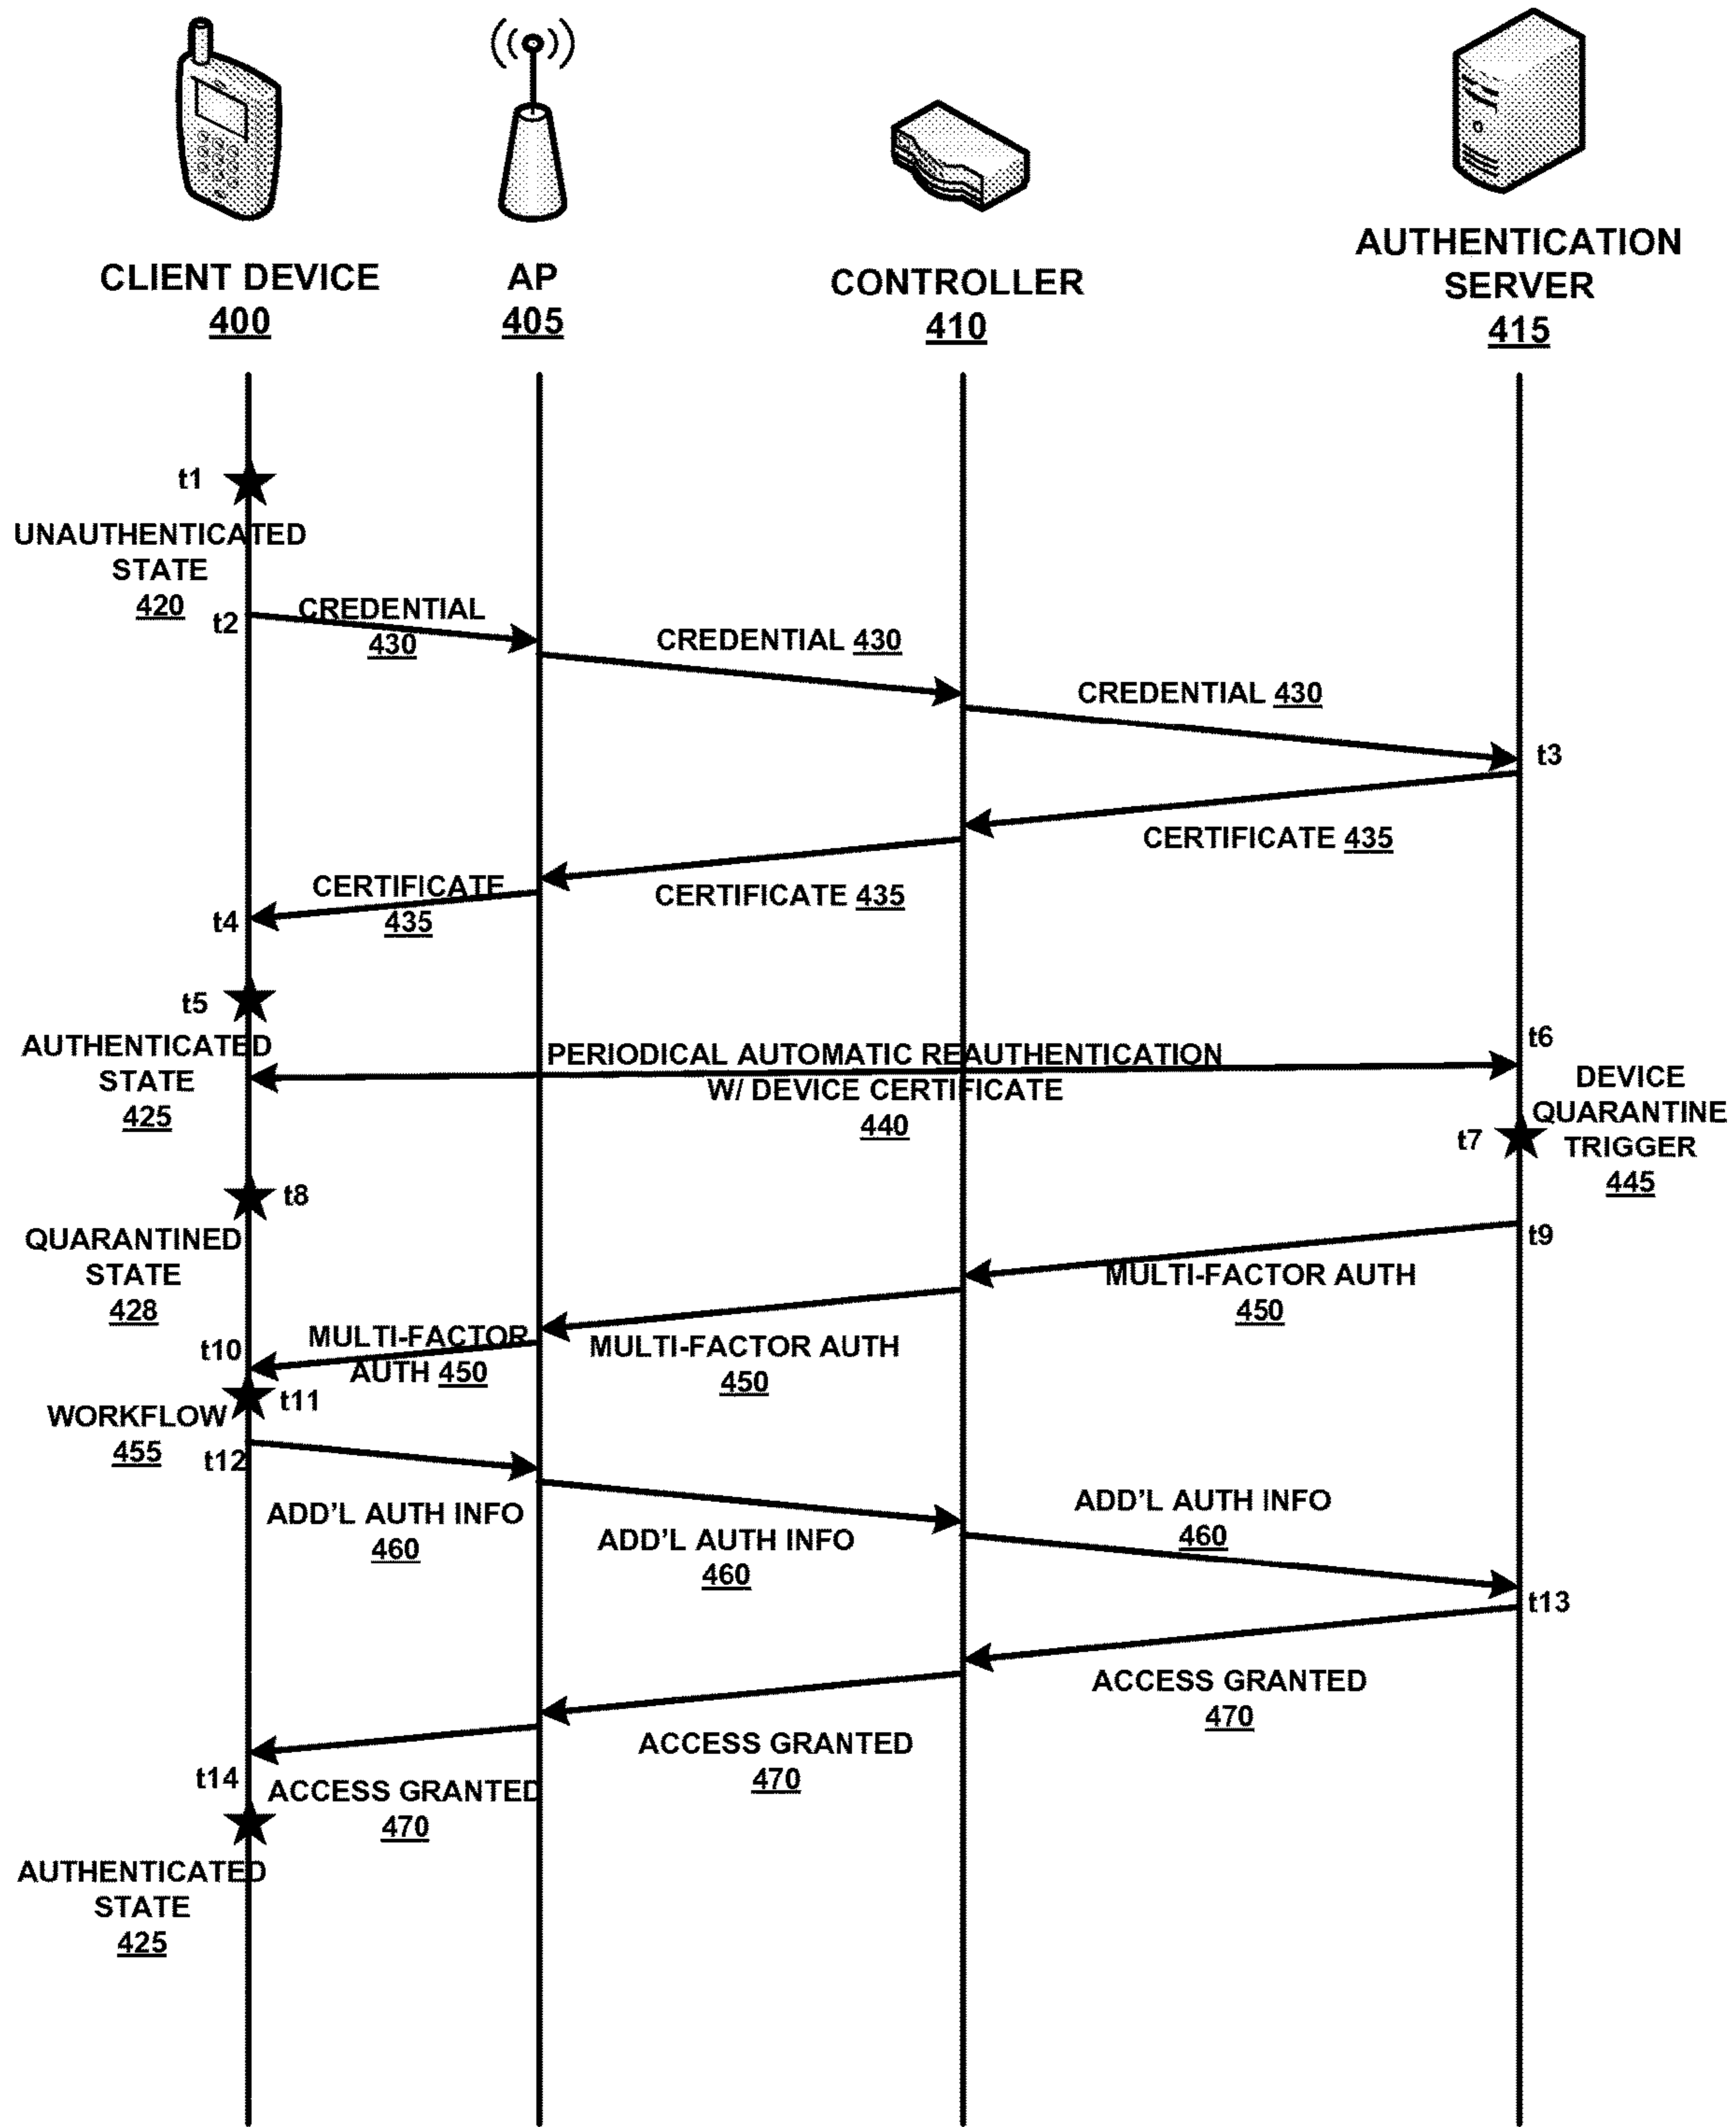 CLIENT DEVICE
400
AP
405
CONTROLLER
410
AUTHENTICATION
SERVER
415
t1
UNAUTHENTICATED
STATE
420
t2
CREDENTIAL
430
CREDENTIAL 430
CREDENTIAL 430
t3
CERTIFICATE 435
CERTIFICATE 435
CERTIFICATE
435
t4
t5
AUTHENTICATED
STATE
425
PERIODICAL AUTOMATIC REAUTHENTICATION
W/ DEVICE CERTIFICATE
440
t6
DEVICE
QUARANTINE
TRIGGER
445
t7
t8
QUARANTINED
STATE
428
t9
MULTI-FACTOR AUTH
450
MULTI-FACTOR AUTH
450
MULTI-FACTOR
AUTH 450
t10
t11
WORKFLOW
455
t12
ADD'L AUTH INFO
460
ADD'L AUTH INFO
460
ADD'L AUTH INFO
460
t13
ACCESS GRANTED
470
ACCESS GRANTED
470
ACCESS GRANTED
470
t14
AUTHENTICATED
STATE
425